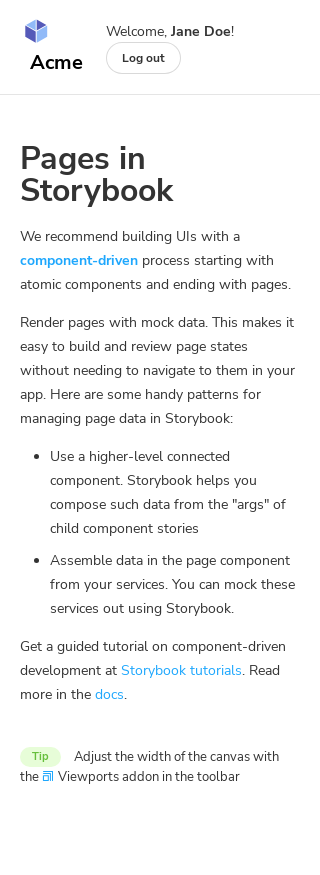 Welcome, Jane Doe!
Acme
Log out
Pages in
Storybook
We recommend building UIs with a
component-driven process starting with
atomic components and ending with pages.
Render pages with mock data. This makes it
easy to build and review page states
without needing to navigate to them in your
app. Here are some handy patterns for
managing page data in Storybook:
Use a higher-level connected
component. Storybook helps you
compose such data from the "args" of
child component stories
Assemble data in the page component
from your services. You can mock these
services out using Storybook.
Get a guided tutorial on component-driven
development at Storybook tutorials. Read
more in the docs.
Tip Adjust the width of the canvas with
the Viewports addon in the toolbar